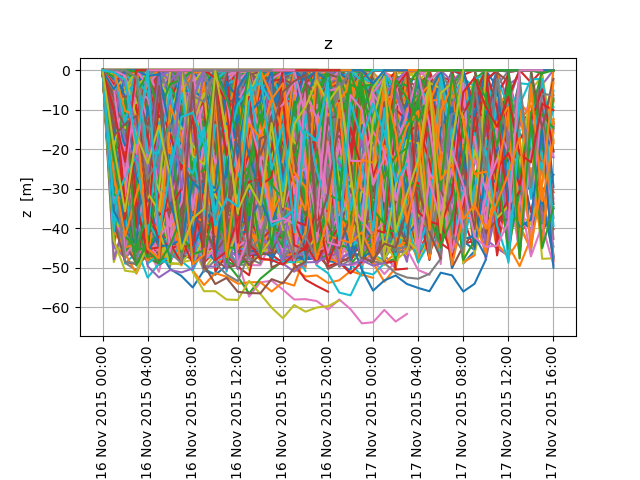 z
0
−10
−20
−30
−40
−50
−60
z [m]
16 Nov 2015 00:00
16 Nov 2015 04:00
16 Nov 2015 08:00
16 Nov 2015 12:00
16 Nov 2015 16:00
16 Nov 2015 20:00
17 Nov 2015 00:00
17 Nov 2015 04:00
17 Nov 2015 08:00
17 Nov 2015 12:00
17 Nov 2015 16:00